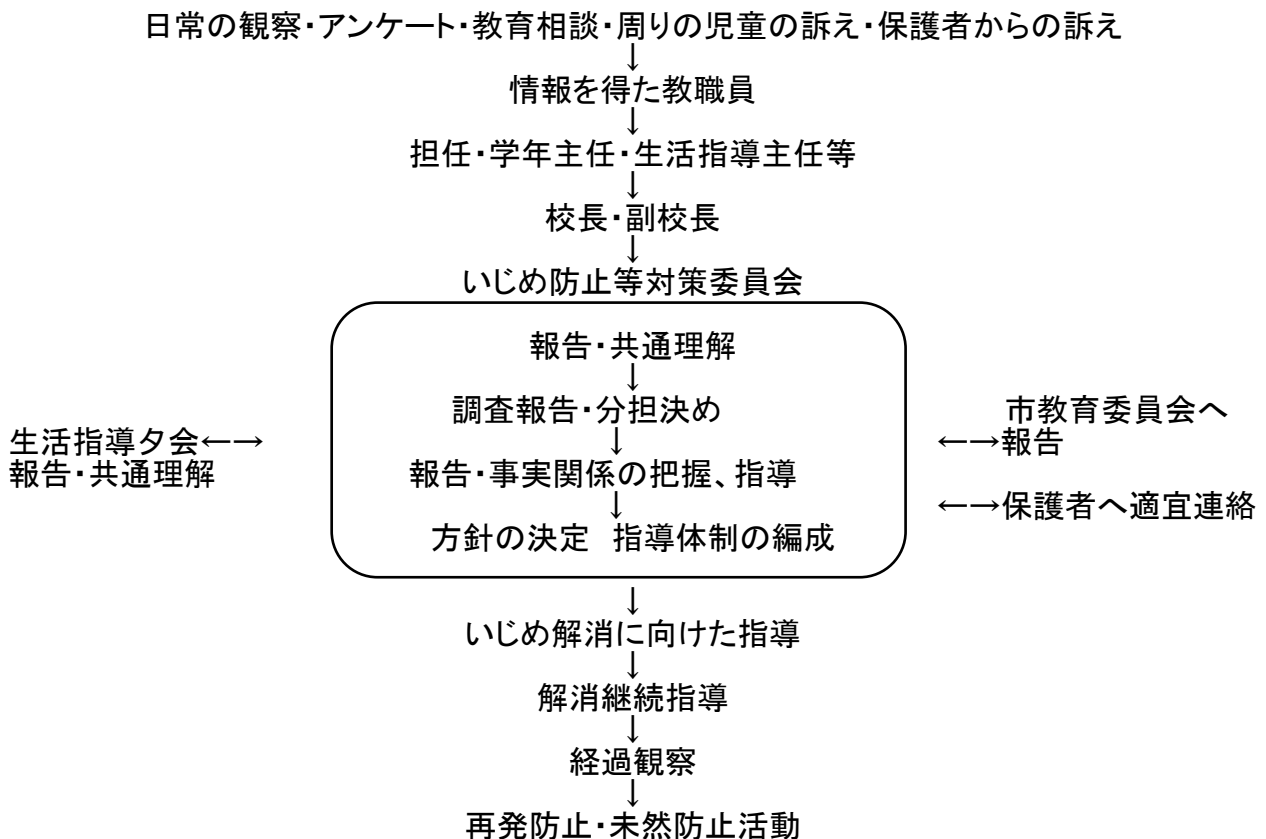 日常の観察・アンケート・教育相談・周りの児童の訴え・保護者からの訴え
↓
情報を得た教職員
↓
担任・学年主任・生活指導主任等
↓
校長・副校長
↓
いじめ防止等対策委員会
報告・共通理解
↓
調査報告・分担決め
↓
報告・事実関係の把握、指導
↓
方針の決定　指導体制の編成
生活指導夕会←→
報告・共通理解
市教育委員会へ
←→報告
←→保護者へ適宜連絡
↓
いじめ解消に向けた指導
↓
解消継続指導
↓
経過観察
↓
再発防止・未然防止活動